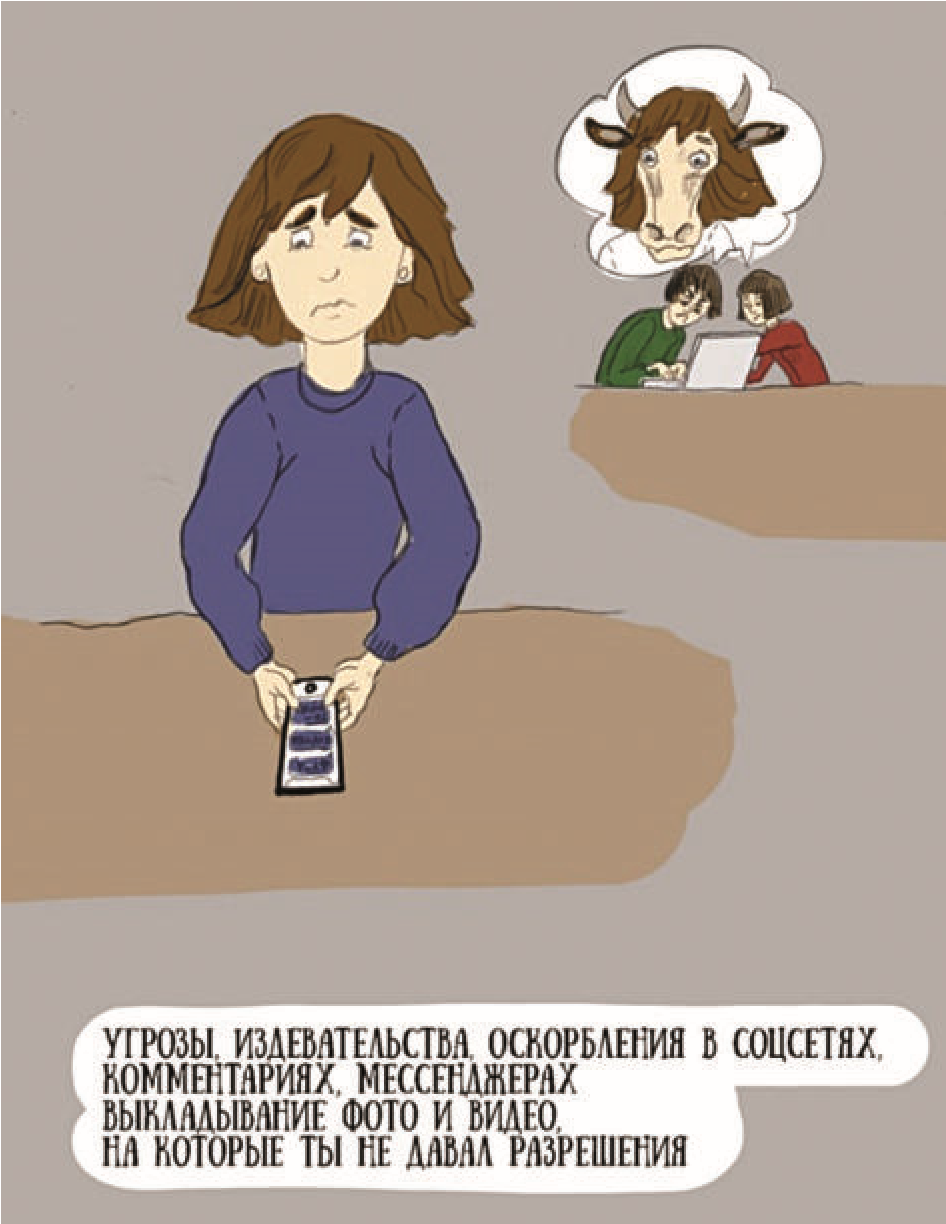 УГРОЗЫ, ИЗДЕВАТЕЛЬСТВА, ОСКОРБЛЕНИЯ В СОЦСЕТЯХ,
КОММЕНТАРИЯХ, МЕССЕНДЖЕРАХ
ВЫКЛАДЫВАНИЕ ФОТО И ВИДЕО,
НА КОТОРЫЕ ТЫ НЕ ДАВАЛ РАЗРЕШЕНИЯ